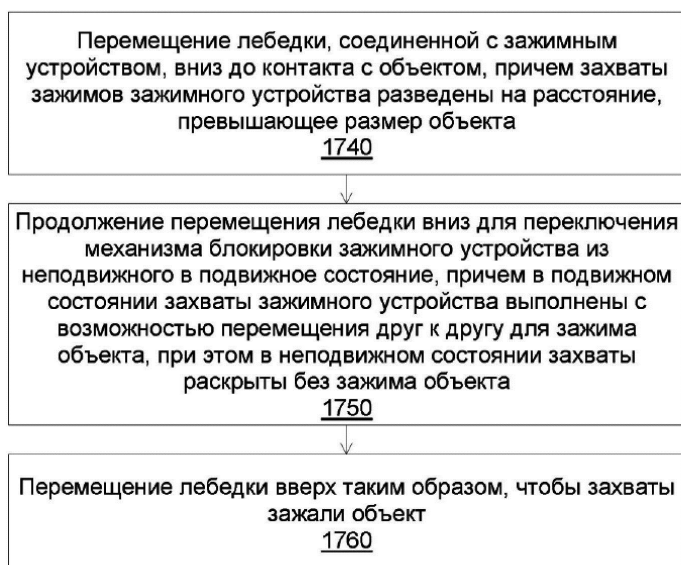 Перемещение лебедки, соединенной с зажимным
устройством, вниз до контакта с объектом, причем захваты
зажимов зажимного устройства разведены на расстояние,
превышающее размер объекта
1740
Продолжение перемещения лебедки вниз для переключения
механизма блокировки зажимного устройства из
неподвижного в подвижное состояние, причем в подвижном
состоянии захваты зажимного устройства выполнены с
возможностью перемещения друг к другу для зажима
объекта, при этом в неподвижном состоянии захваты
раскрыты без зажима объекта
1750
Перемещение лебедки вверх таким образом, чтобы захваты
зажали объект
1760